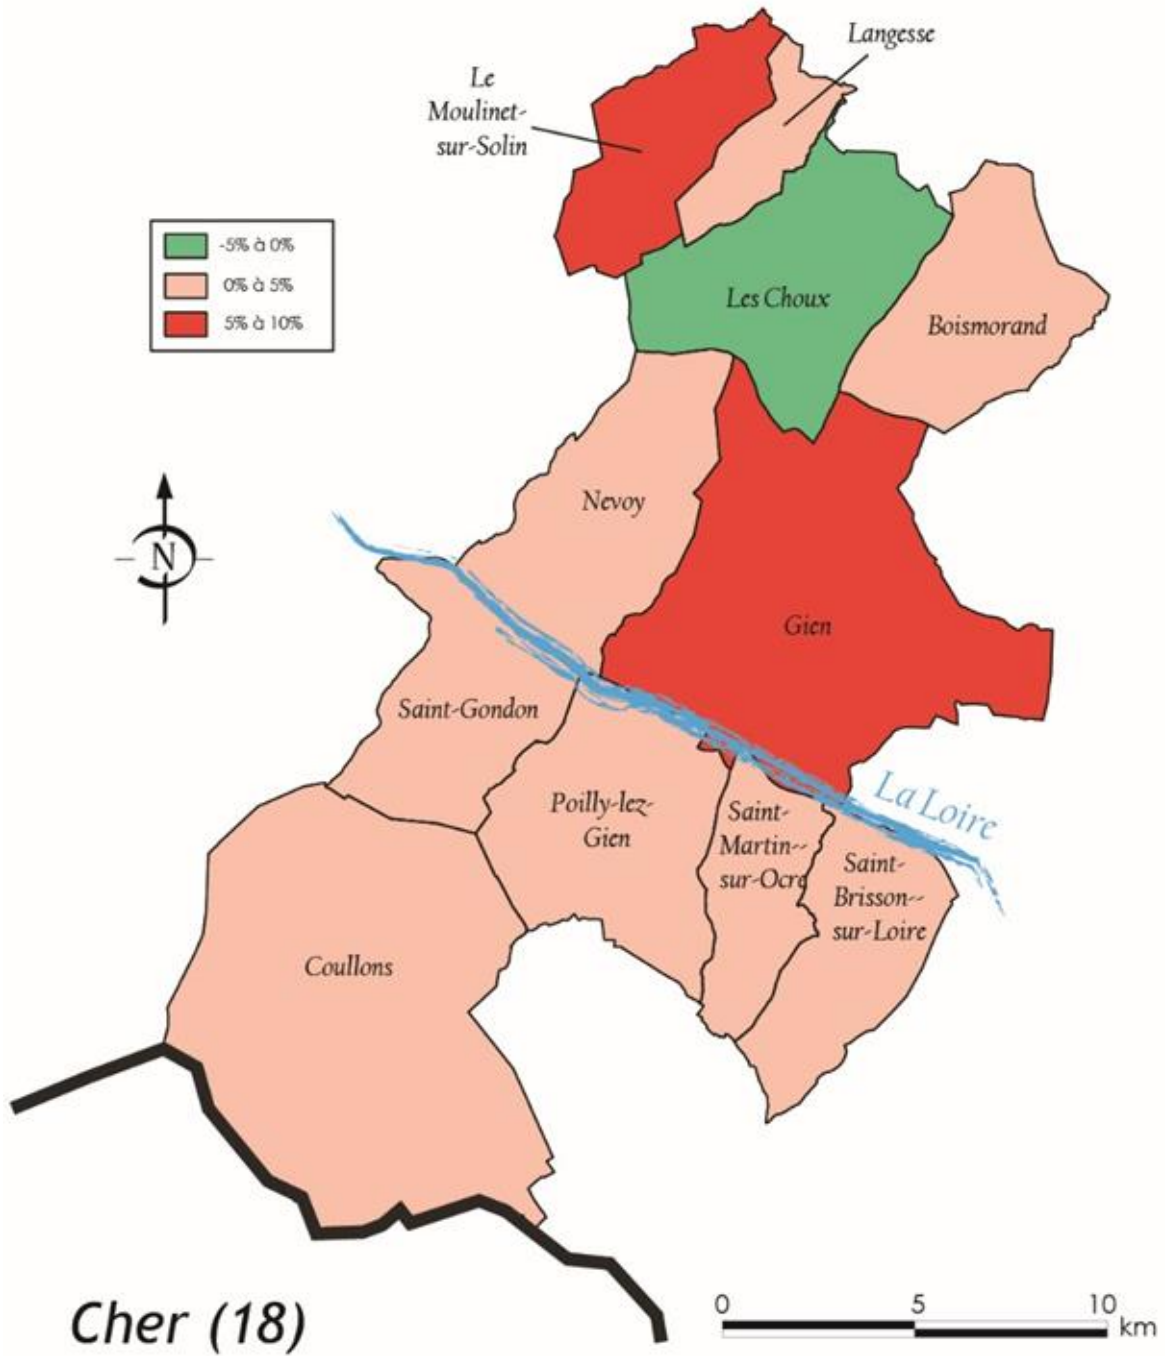 Langesse
Le
Moulinet-
sur-Solin
-5% à 0%
0% à 5%
5% à 10%
Les Choux
Boismorand
Nevoy
N
Gien
Saint-Gondon
La Loire
Poilly-lez-
Gien
Saint-
Martin--
sur-Ocre
Saint-
Brisson--
sur-Loire
Coullons
Cher (18)
0 5 10
km